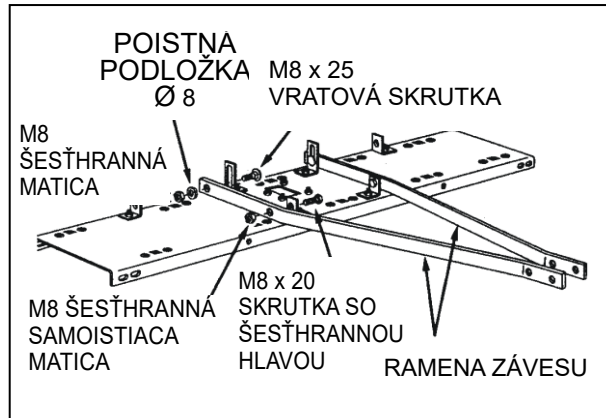 POISTNÁ
PODLOŽKA
Ø 8
M8 x 25
VRATOVÁ SKRUTKA
M8
ŠESŤHRANNÁ
MATICA
M8 ŠESŤHRANNÁ
SAMOISTIACA
MATICA
M8 x 20
SKRUTKA SO
ŠESŤHRANNOU
HLAVOU
RAMENA ZÁVESU